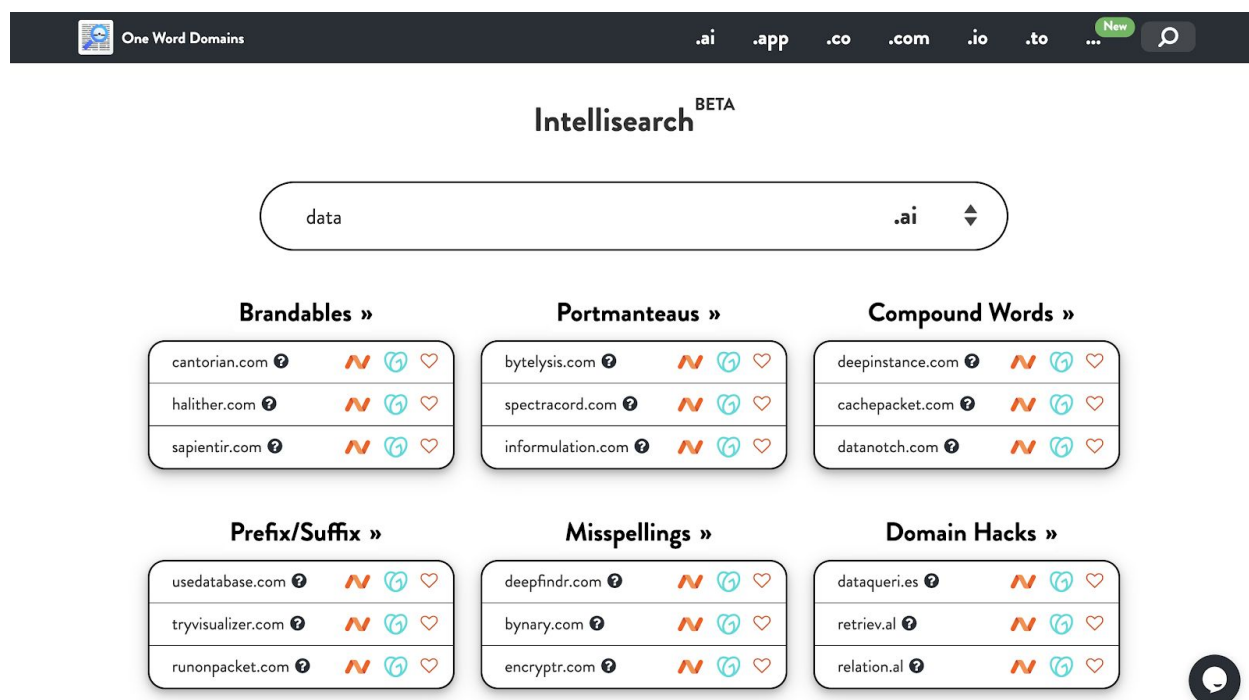 One Word Domains .ai .app .co .com .io .to ... New
Intellisearch BETA
data .ai
Brandables » Portmanteaus » Compound Words »
cantorian.com ? bytelysis.com ? deepinstance.com ?
halither.com ? spectracord.com ? cachepacket.com ?
sapientir.com ? informulation.com ? datanotch.com ?
Prefix/Suffix » Misspellings » Domain Hacks »
usedatabase.com ? deepfindr.com ? dataqueri.es ?
tryvisualizer.com ? bynary.com ? retriev.al ?
runonpacket.com ? encryptr.com ? relation.al ?